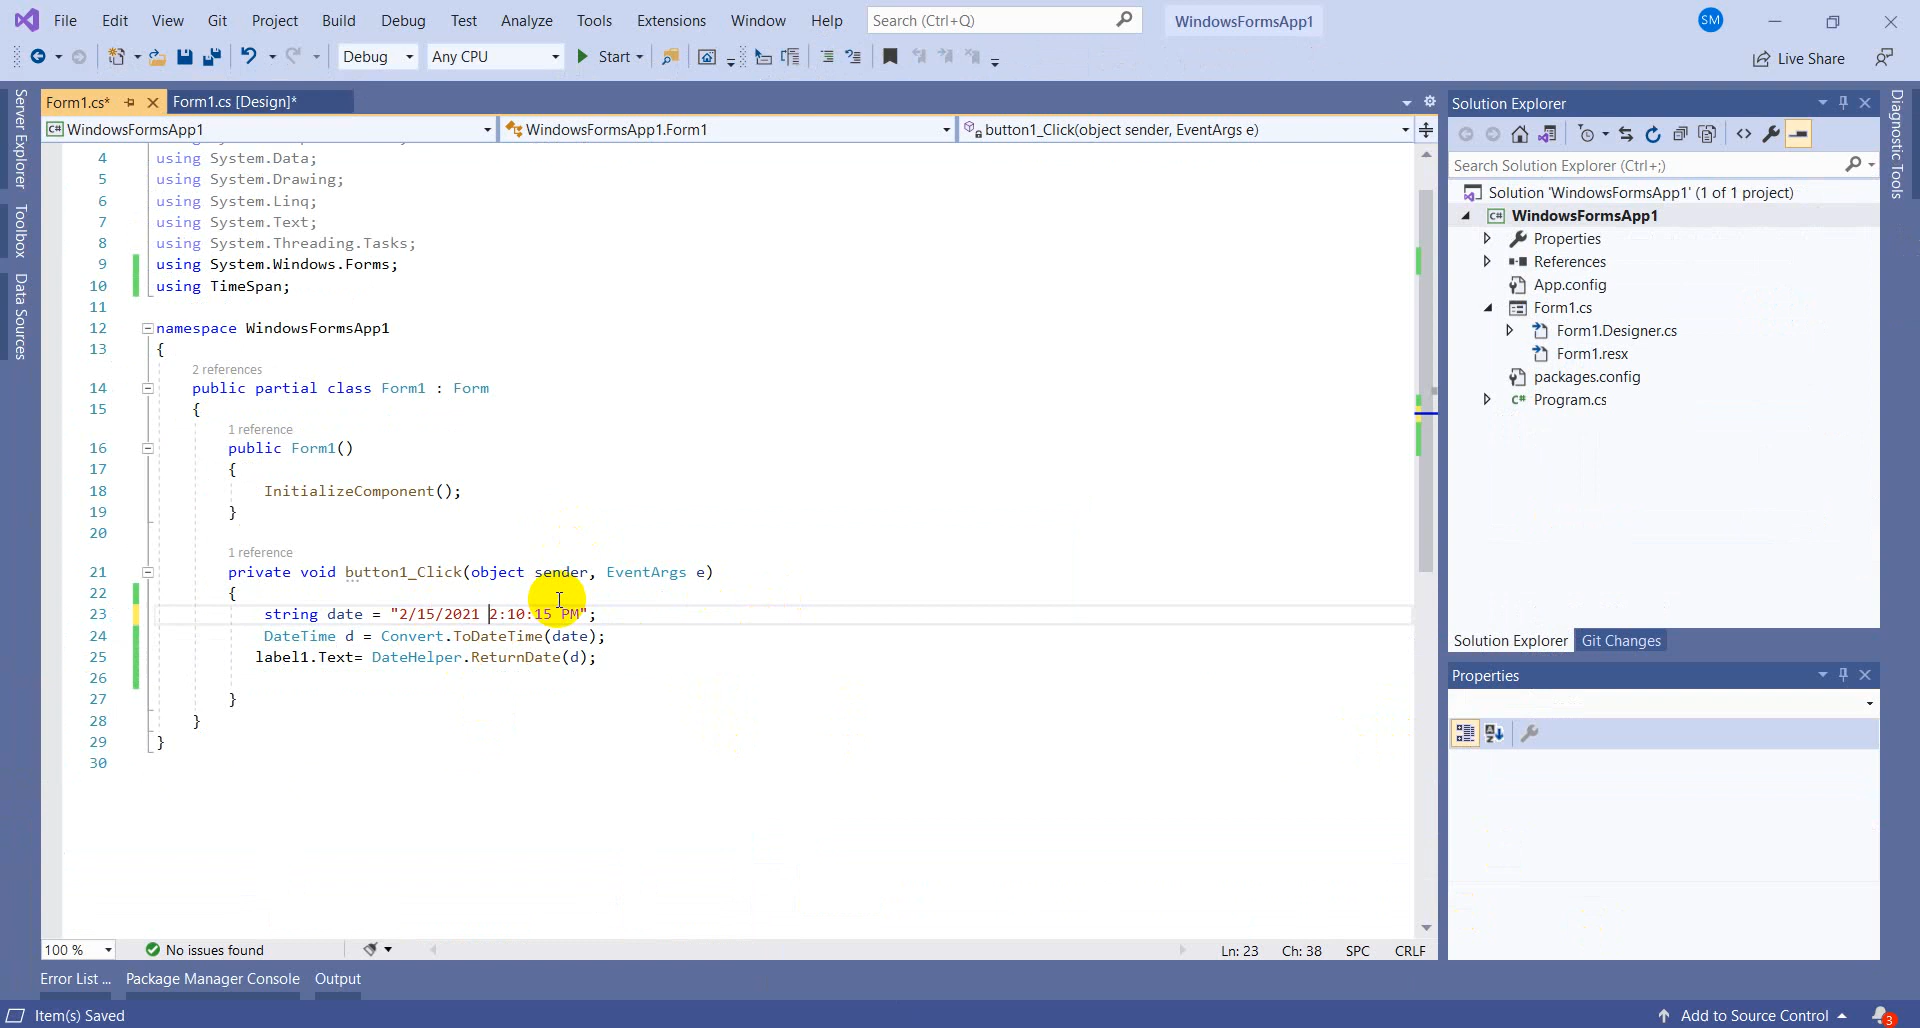 File Edit View Git Project Build Debug Test Analyze Tools Extensions Window Help Search (Ctrl+Q) WindowsFormsApp1 SM
Debug Any CPU Start Live Share
Server Explorer
Toolbox
Data Sources
Form1.cs* Form1.cs [Design]*
C# WindowsFormsApp1 WindowsFormsApp1.Form1 button1_Click(object sender, EventArgs e)
4 using System.Data;
5 using System.Drawing;
6 using System.Linq;
7 using System.Text;
8 using System.Threading.Tasks;
9 using System.Windows.Forms;
10 using TimeSpan;
11
12 namespace WindowsFormsApp1
13 {
2 references
14 public partial class Form1 : Form
15 {
1 reference
16 public Form1()
17 {
18 InitializeComponent();
19 }
20
1 reference
21 private void button1_Click(object sender, EventArgs e)
22 {
23 string date = "2/15/2021 2:10:15 PM";
24 DateTime d = Convert.ToDateTime(date);
25 label1.Text= DateHelper.ReturnDate(d);
26
27 }
28 }
29 }
30
100 % No issues found Ln: 23 Ch: 38 SPC CRLF
Error List ... Package Manager Console Output
Item(s) Saved Add to Source Control 3
Solution Explorer
Search Solution Explorer (Ctrl+;)
Solution 'WindowsFormsApp1' (1 of 1 project)
C# WindowsFormsApp1
Properties
References
App.config
Form1.cs
Form1.Designer.cs
Form1.resx
packages.config
C# Program.cs
Solution Explorer Git Changes
Properties
Diagnostic Tools